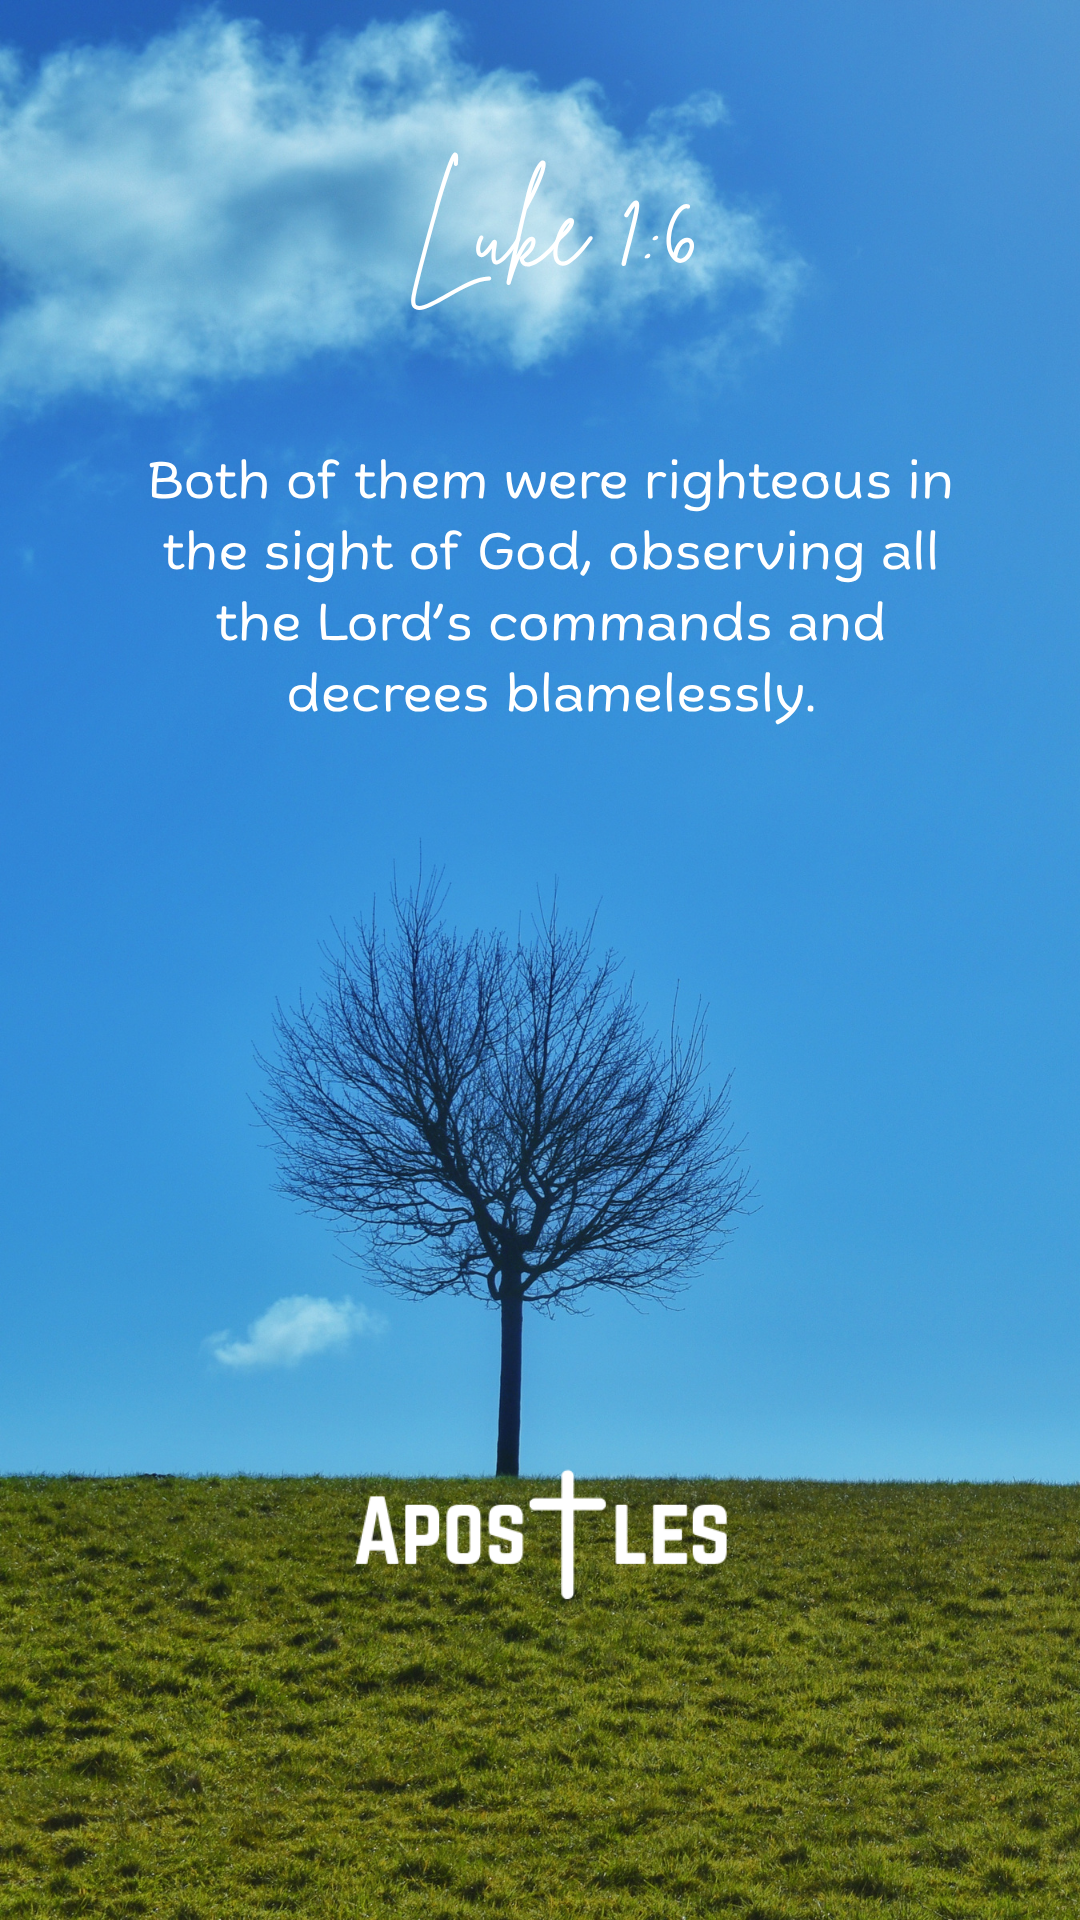 Luke 1:6
Both of them were righteous in
the sight of God, observing all
the Lord's commands and
decrees blamelessly.
APOSTLES